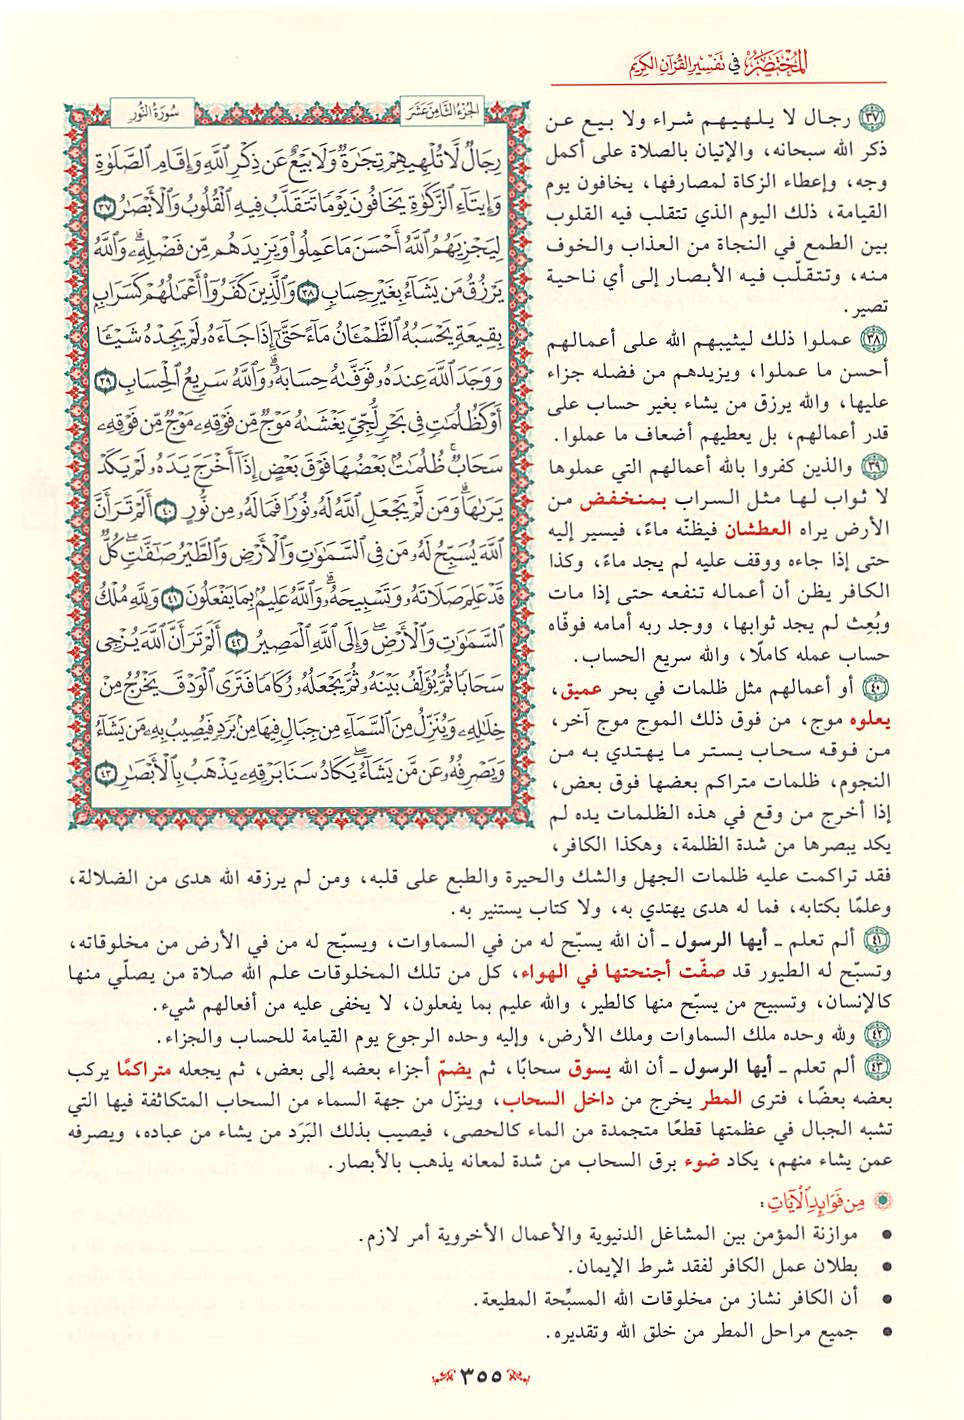 المختصر في تفسير القرآن الكريم
الجزء الثامن عشر
سورة النور
رِجَالٌ لَّا تُلْهِيهِمْ تِجَٰرَةٌ وَلَا بَيْعٌ عَن ذِكْرِ ٱللَّهِ وَإِقَامِ ٱلصَّلَوٰةِ
وَإِيتَآءِ ٱلزَّكَوٰةِ يَخَافُونَ يَوْمًا تَتَقَلَّبُ فِيهِ ٱلْقُلُوبُ وَٱلْأَبْصَٰرُ ٣٧
لِيَجْزِيَهُمُ ٱللَّهُ أَحْسَنَ مَا عَمِلُوا۟ وَيَزِيدَهُم مِّن فَضْلِهِۦ وَٱللَّهُ
يَرْزُقُ مَن يَشَآءُ بِغَيْرِ حِسَابٍ ٣٨ وَٱلَّذِينَ كَفَرُوٓا۟ أَعْمَٰلُهُمْ كَسَرَابٍۭ
بِقِيعَةٍ يَحْسَبُهُ ٱلظَّمْـَٔانُ مَآءً حَتَّىٰٓ إِذَا جَآءَهُۥ لَمْ يَجِدْهُ شَيْـًٔا
وَوَجَدَ ٱللَّهَ عِندَهُۥ فَوَفَّىٰهُ حِسَابَهُۥ وَٱللَّهُ سَرِيعُ ٱلْحِسَابِ ٣٩
أَوْ كَظُلُمَٰتٍ فِى بَحْرٍ لُّجِّىٍّ يَغْشَىٰهُ مَوْجٌ مِّن فَوْقِهِۦ مَوْجٌ مِّن فَوْقِهِۦ
سَحَابٌ ظُلُمَٰتٌۢ بَعْضُهَا فَوْقَ بَعْضٍ إِذَآ أَخْرَجَ يَدَهُۥ لَمْ يَكَدْ
يَرَىٰهَا وَمَن لَّمْ يَجْعَلِ ٱللَّهُ لَهُۥ نُورًا فَمَا لَهُۥ مِن نُّورٍ ٤٠ أَلَمْ تَرَ أَنَّ
ٱللَّهَ يُسَبِّحُ لَهُۥ مَن فِى ٱلسَّمَٰوَٰتِ وَٱلْأَرْضِ وَٱلطَّيْرُ صَٰٓفَّٰتٍ كُلٌّ
قَدْ عَلِمَ صَلَاتَهُۥ وَتَسْبِيحَهُۥ وَٱللَّهُ عَلِيمٌۢ بِمَا يَفْعَلُونَ ٤١ وَلِلَّهِ مُلْكُ
ٱلسَّمَٰوَٰتِ وَٱلْأَرْضِ وَإِلَى ٱللَّهِ ٱلْمَصِيرُ ٤٢ أَلَمْ تَرَ أَنَّ ٱللَّهَ يُزْجِى
سَحَابًا ثُمَّ يُؤَلِّفُ بَيْنَهُۥ ثُمَّ يَجْعَلُهُۥ رُكَامًا فَتَرَى ٱلْوَدْقَ يَخْرُجُ مِنْ
خِلَٰلِهِۦ وَيُنَزِّلُ مِنَ ٱلسَّمَآءِ مِن جِبَالٍ فِيهَا مِنۢ بَرَدٍ فَيُصِيبُ بِهِۦ مَن يَشَآءُ
وَيَصْرِفُهُۥ عَن مَّن يَشَآءُ يَكَادُ سَنَا بَرْقِهِۦ يَذْهَبُ بِٱلْأَبْصَٰرِ ٤٣
٣٧ رجال لا يلهيهم شراء ولا بيع عن
ذكر الله سبحانه، والإتيان بالصلاة على أكمل
وجه، وإعطاء الزكاة لمصارفها، يخافون يوم
القيامة، ذلك اليوم الذي تتقلب فيه القلوب
بين الطمع في النجاة من العذاب والخوف
منه، وتتقلّب فيه الأبصار إلى أي ناحية
تصير.
٣٨ عملوا ذلك ليثيبهم الله على أعمالهم
أحسن ما عملوا، ويزيدهم من فضله جزاء
عليها، والله يرزق من يشاء بغير حساب على
قدر أعمالهم، بل يعطيهم أضعاف ما عملوا.
٣٩ والذين كفروا بالله أعمالهم التي عملوها
لا ثواب لها مثل السراب بمنخفض من
الأرض يراه العطشان فيظنّه ماءً، فيسير إليه
حتى إذا جاءه ووقف عليه لم يجد ماءً، وكذا
الكافر يظن أن أعماله تنفعه حتى إذا مات
وبُعِث لم يجد ثوابها، ووجد ربه أمامه فوفّاه
حساب عمله كاملًا، والله سريع الحساب.
٤٠ أو أعمالهم مثل ظلمات في بحر عميق،
يعلوه موج، من فوق ذلك الموج موج آخر،
من فوقه سحاب يستر ما يهتدي به من
النجوم، ظلمات متراكم بعضها فوق بعض،
إذا أخرج من وقع في هذه الظلمات يده لم
يكد يبصرها من شدة الظلمة، وهكذا الكافر،
فقد تراكمت عليه ظلمات الجهل والشك والحيرة والطبع على قلبه، ومن لم يرزقه الله هدى من الضلالة،
وعلمًا بكتابه، فما له هدى يهتدي به، ولا كتاب يستنير به.
٤١ ألم تعلم ـ أيها الرسول ـ أن الله يسبّح له من في السماوات، ويسبّح له من في الأرض من مخلوقاته،
وتسبّح له الطيور قد صفّت أجنحتها في الهواء، كل من تلك المخلوقات علم الله صلاة من يصلّي منها
كالإنسان، وتسبيح من يسبّح منها كالطير، والله عليم بما يفعلون، لا يخفى عليه من أفعالهم شيء.
٤٢ ولله وحده ملك السماوات وملك الأرض، وإليه وحده الرجوع يوم القيامة للحساب والجزاء.
٤٣ ألم تعلم ـ أيها الرسول ـ أن الله يسوق سحابًا، ثم يضمّ أجزاء بعضه إلى بعض، ثم يجعله متراكمًا يركب
بعضه بعضًا، فترى المطر يخرج من داخل السحاب، وينزّل من جهة السماء من السحاب المتكاثفة فيها التي
تشبه الجبال في عظمتها قطعًا متجمدة من الماء كالحصى، فيصيب بذلك البَرَد من يشاء من عباده، ويصرفه
عمن يشاء منهم، يكاد ضوء برق السحاب من شدة لمعانه يذهب بالأبصار.
من فوائد الآيات:
• موازنة المؤمن بين المشاغل الدنيوية والأعمال الأخروية أمر لازم.
• بطلان عمل الكافر لفقد شرط الإيمان.
• أن الكافر نشاز من مخلوقات الله المسبِّحة المطيعة.
• جميع مراحل المطر من خلق الله وتقديره.
٣٥٥